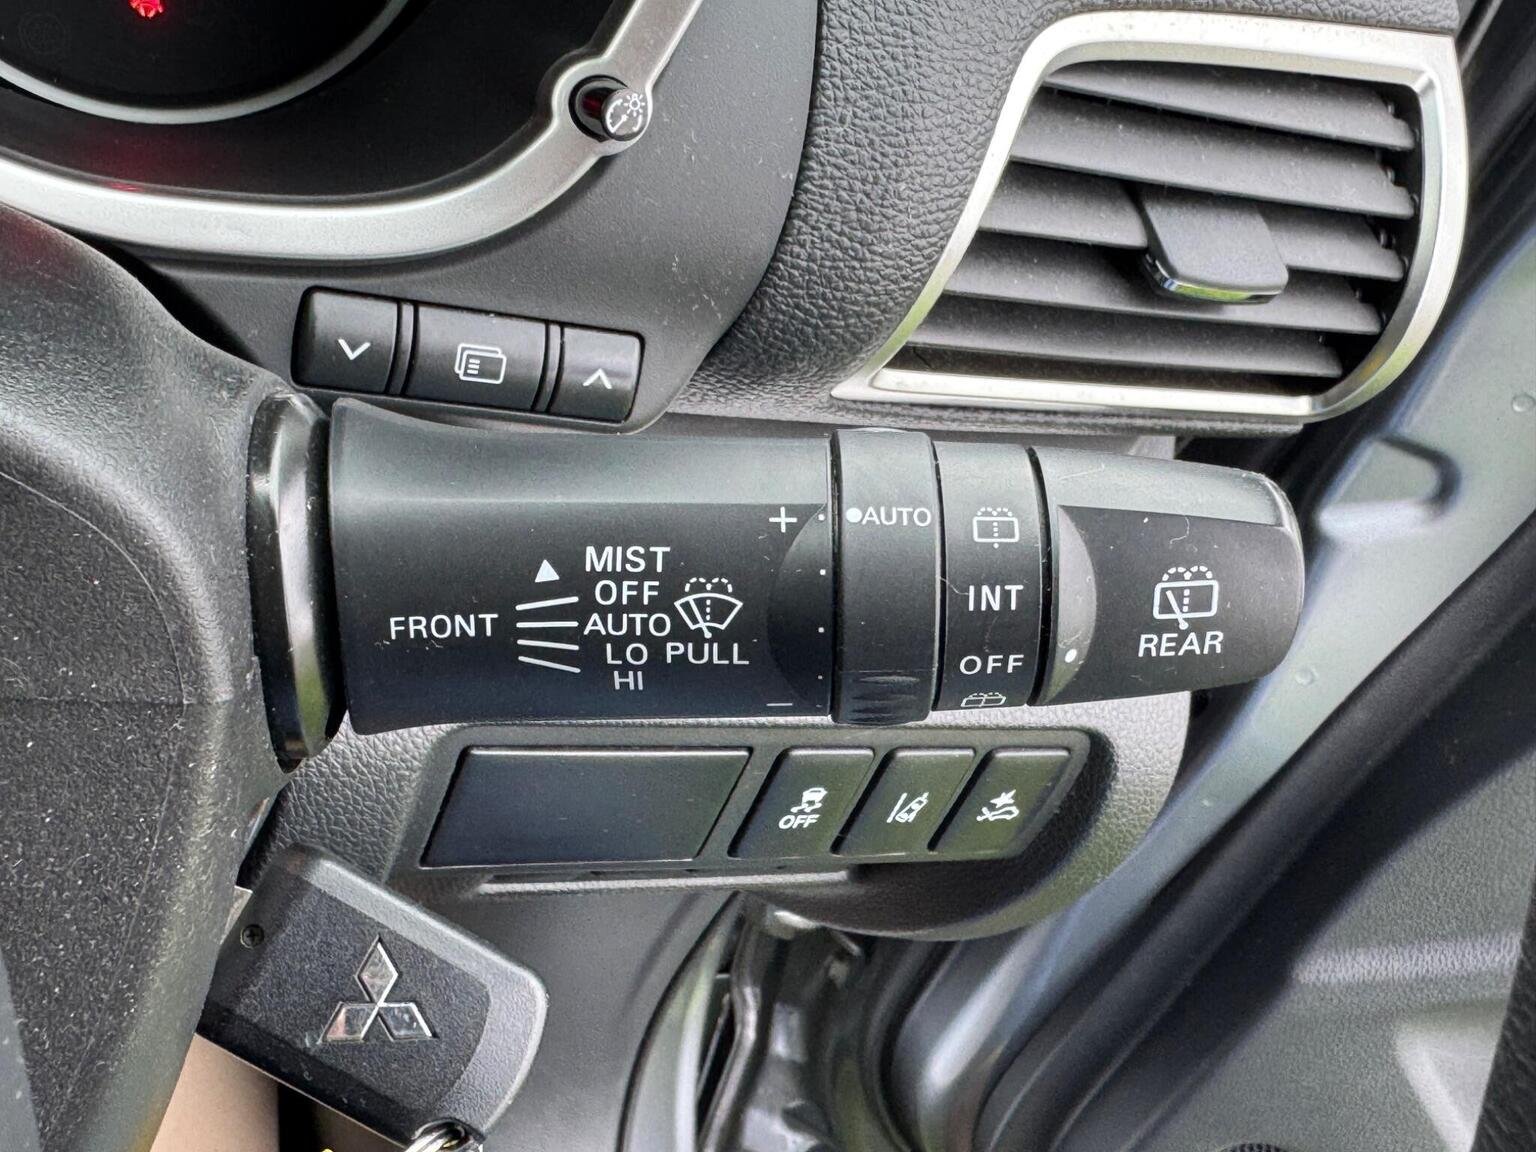 + AUTO
MIST
OFF
FRONT AUTO
LO PULL
HI
−
INT
OFF
REAR
OFF